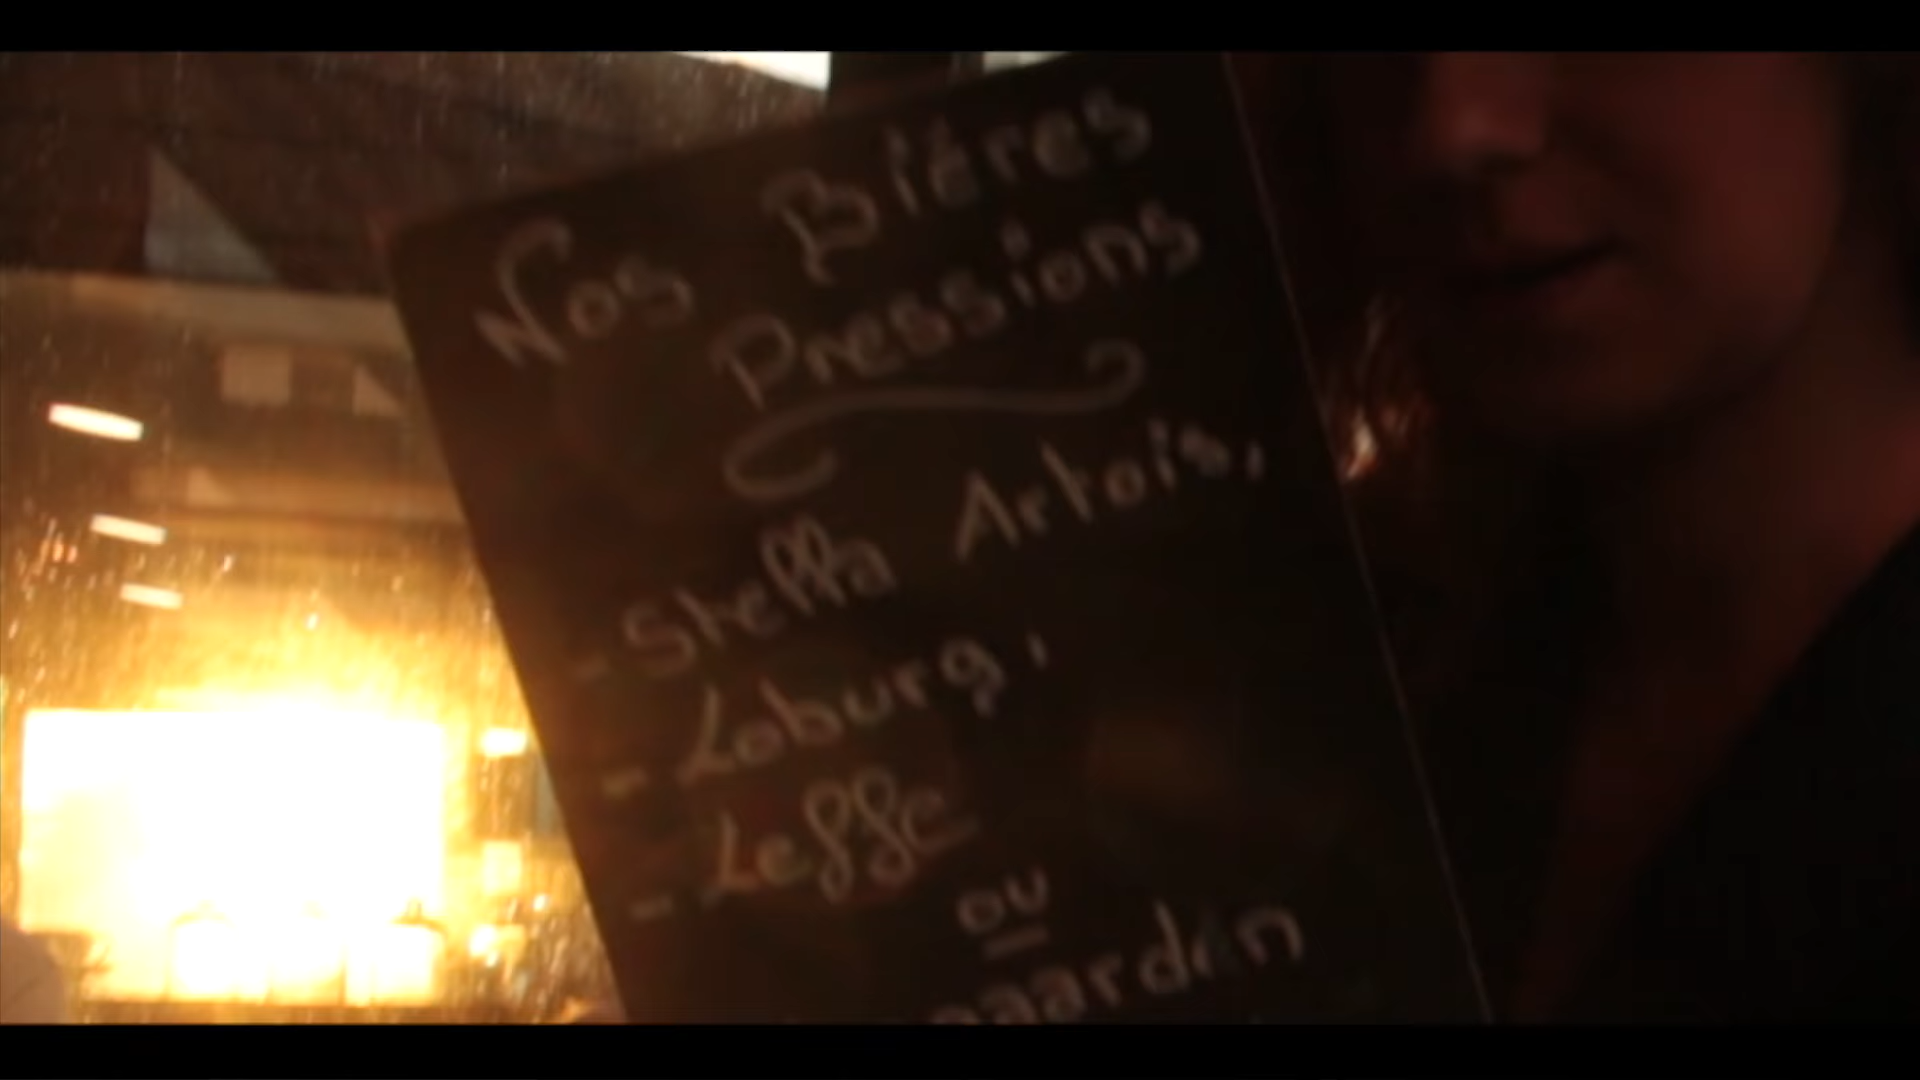 Nos Bières
Pressions
- Stella Artois,
- Loburg,
- Leffe
ou